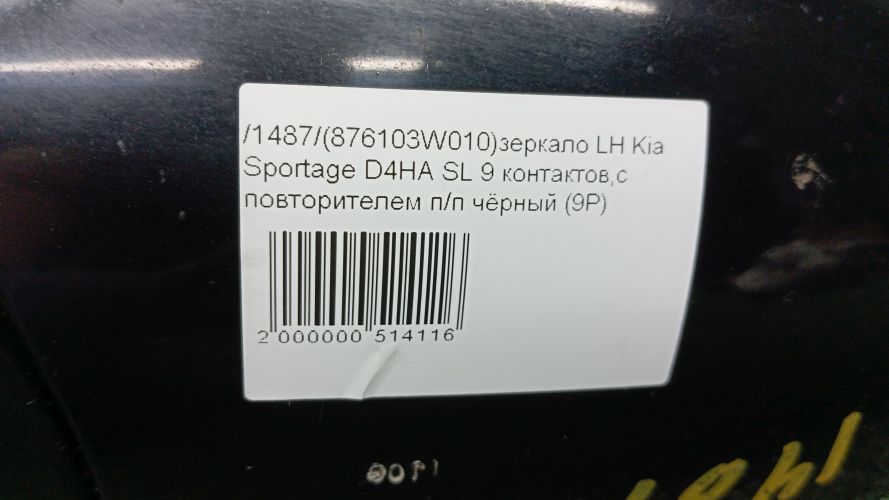 /1487/(876103W010)зеркало LH Kia
Sportage D4HA SL 9 контактов,с
повторителем п/п чёрный (9P)
2 000000 514116